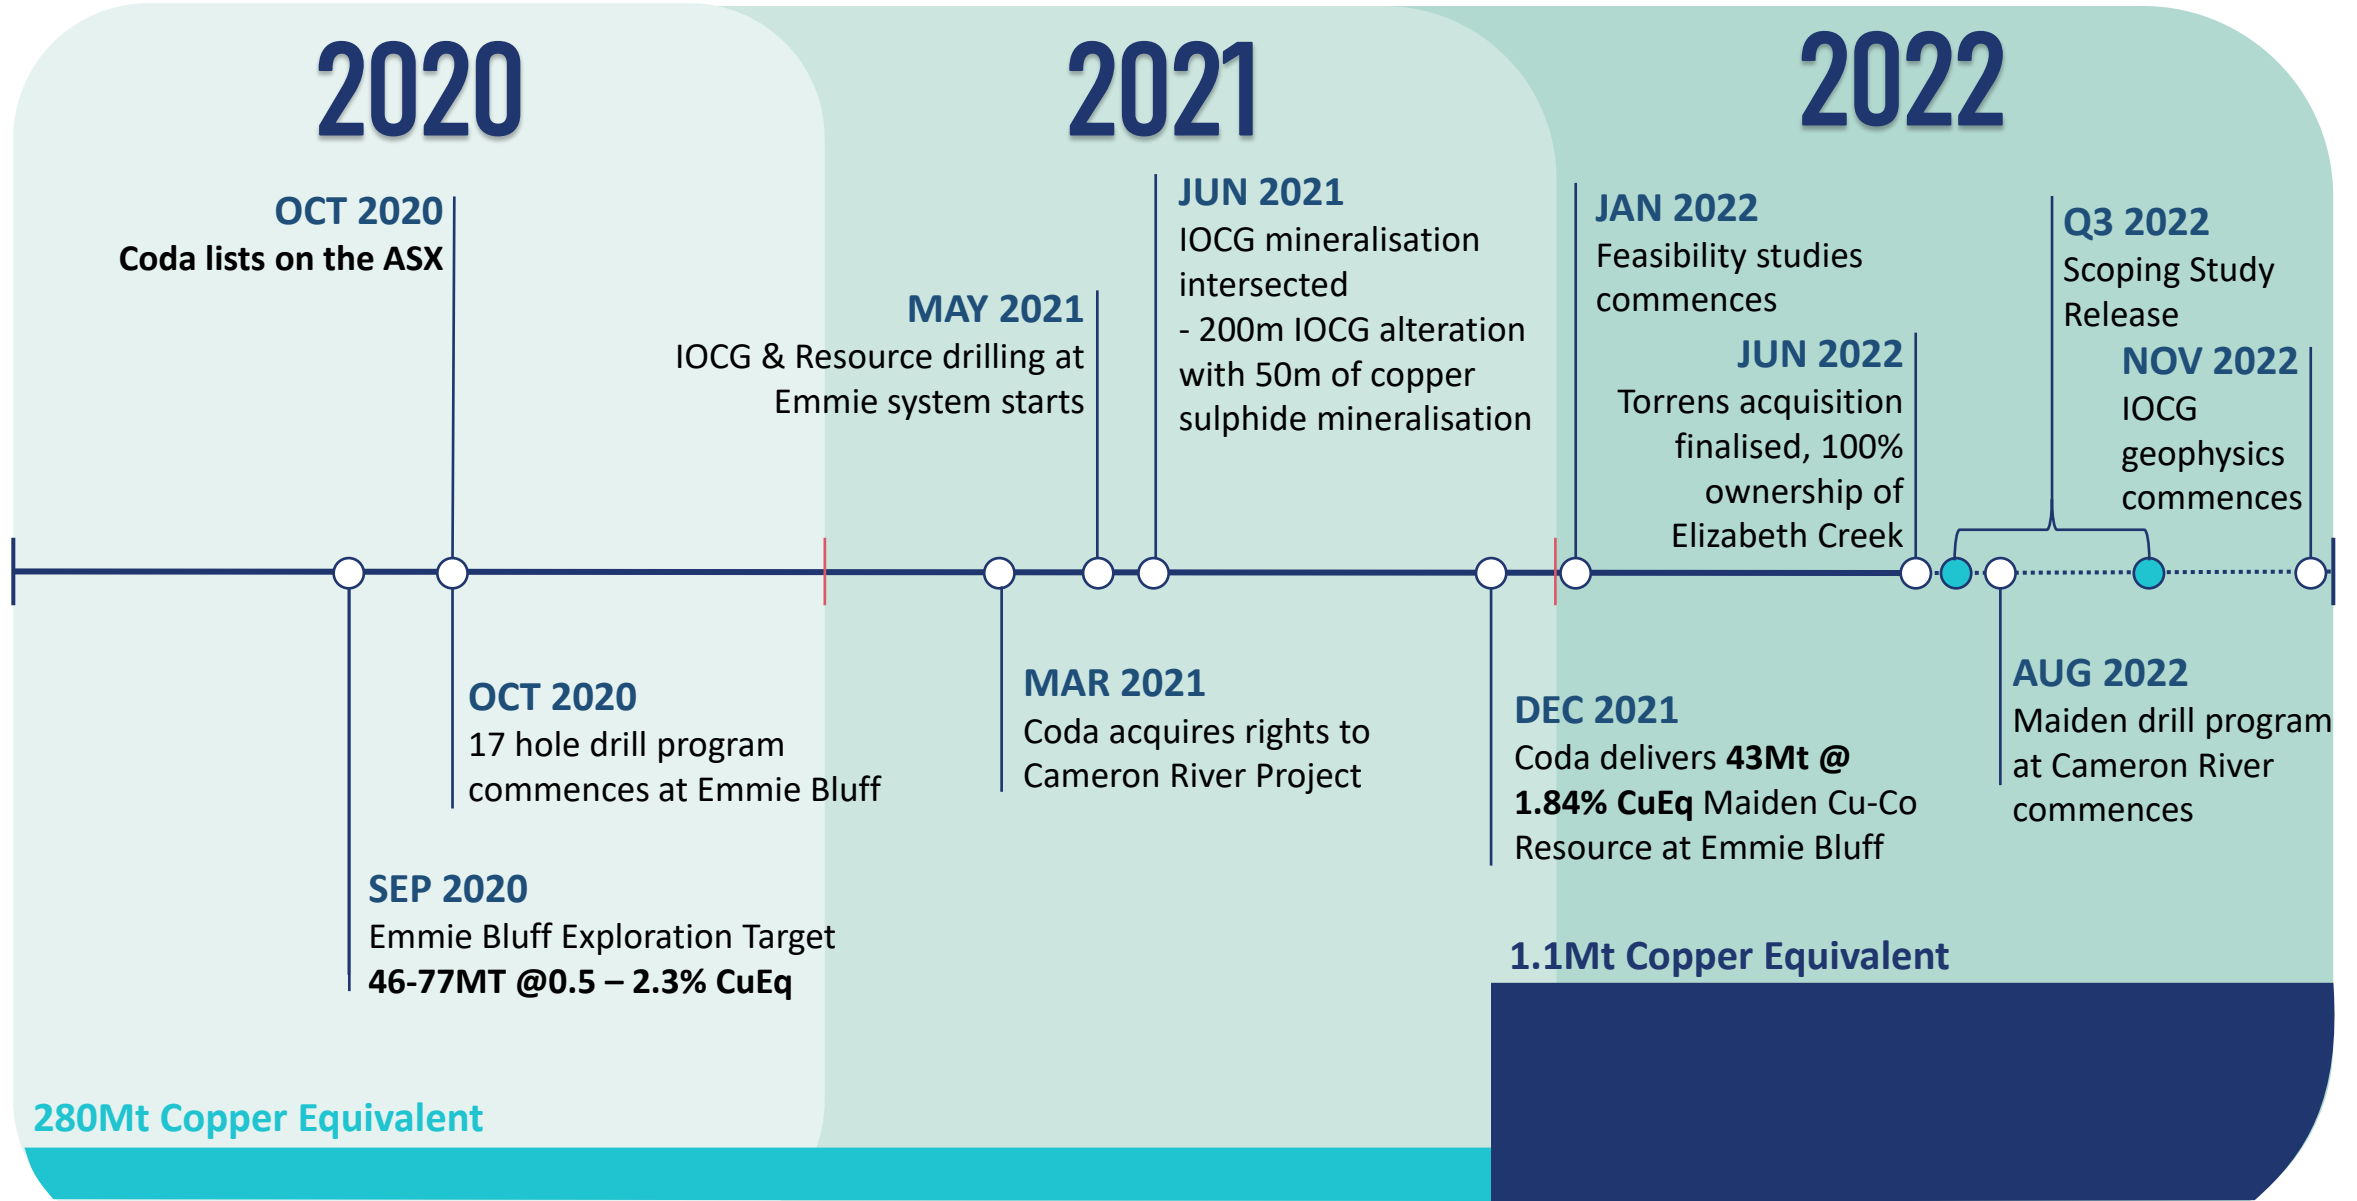 2020
2021
2022
OCT 2020
Coda lists on the ASX
MAY 2021
IOCG & Resource drilling at
Emmie system starts
JUN 2021
IOCG mineralisation
intersected
- 200m IOCG alteration
with 50m of copper
sulphide mineralisation
JAN 2022
Feasibility studies
commences
JUN 2022
Torrens acquisition
finalised, 100%
ownership of
Elizabeth Creek
Q3 2022
Scoping Study
Release
NOV 2022
IOCG
geophysics
commences
OCT 2020
17 hole drill program
commences at Emmie Bluff
SEP 2020
Emmie Bluff Exploration Target
46-77MT @0.5 – 2.3% CuEq
MAR 2021
Coda acquires rights to
Cameron River Project
DEC 2021
Coda delivers 43Mt @
1.84% CuEq Maiden Cu-Co
Resource at Emmie Bluff
AUG 2022
Maiden drill program
at Cameron River
commences
1.1Mt Copper Equivalent
280Mt Copper Equivalent